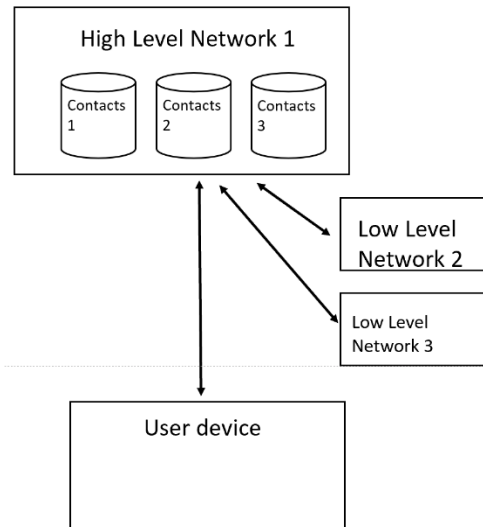 High Level Network 1
Contacts Contacts Contacts
1 2 3
Low Level
Network 2
Low Level
Network 3
User device